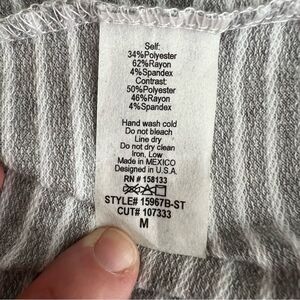 Self:
34%Polyester
62%Rayon
4%Spandex
Contrast:
50%Polyester
46%Rayon
4%Spandex
Hand wash cold
Do not bleach
Line dry
Do not dry clean
Iron, Low
Made in MEXICO
Designed in U.S.A.
RN # 158133
STYLE# 15967B-ST
CUT# 107333
M